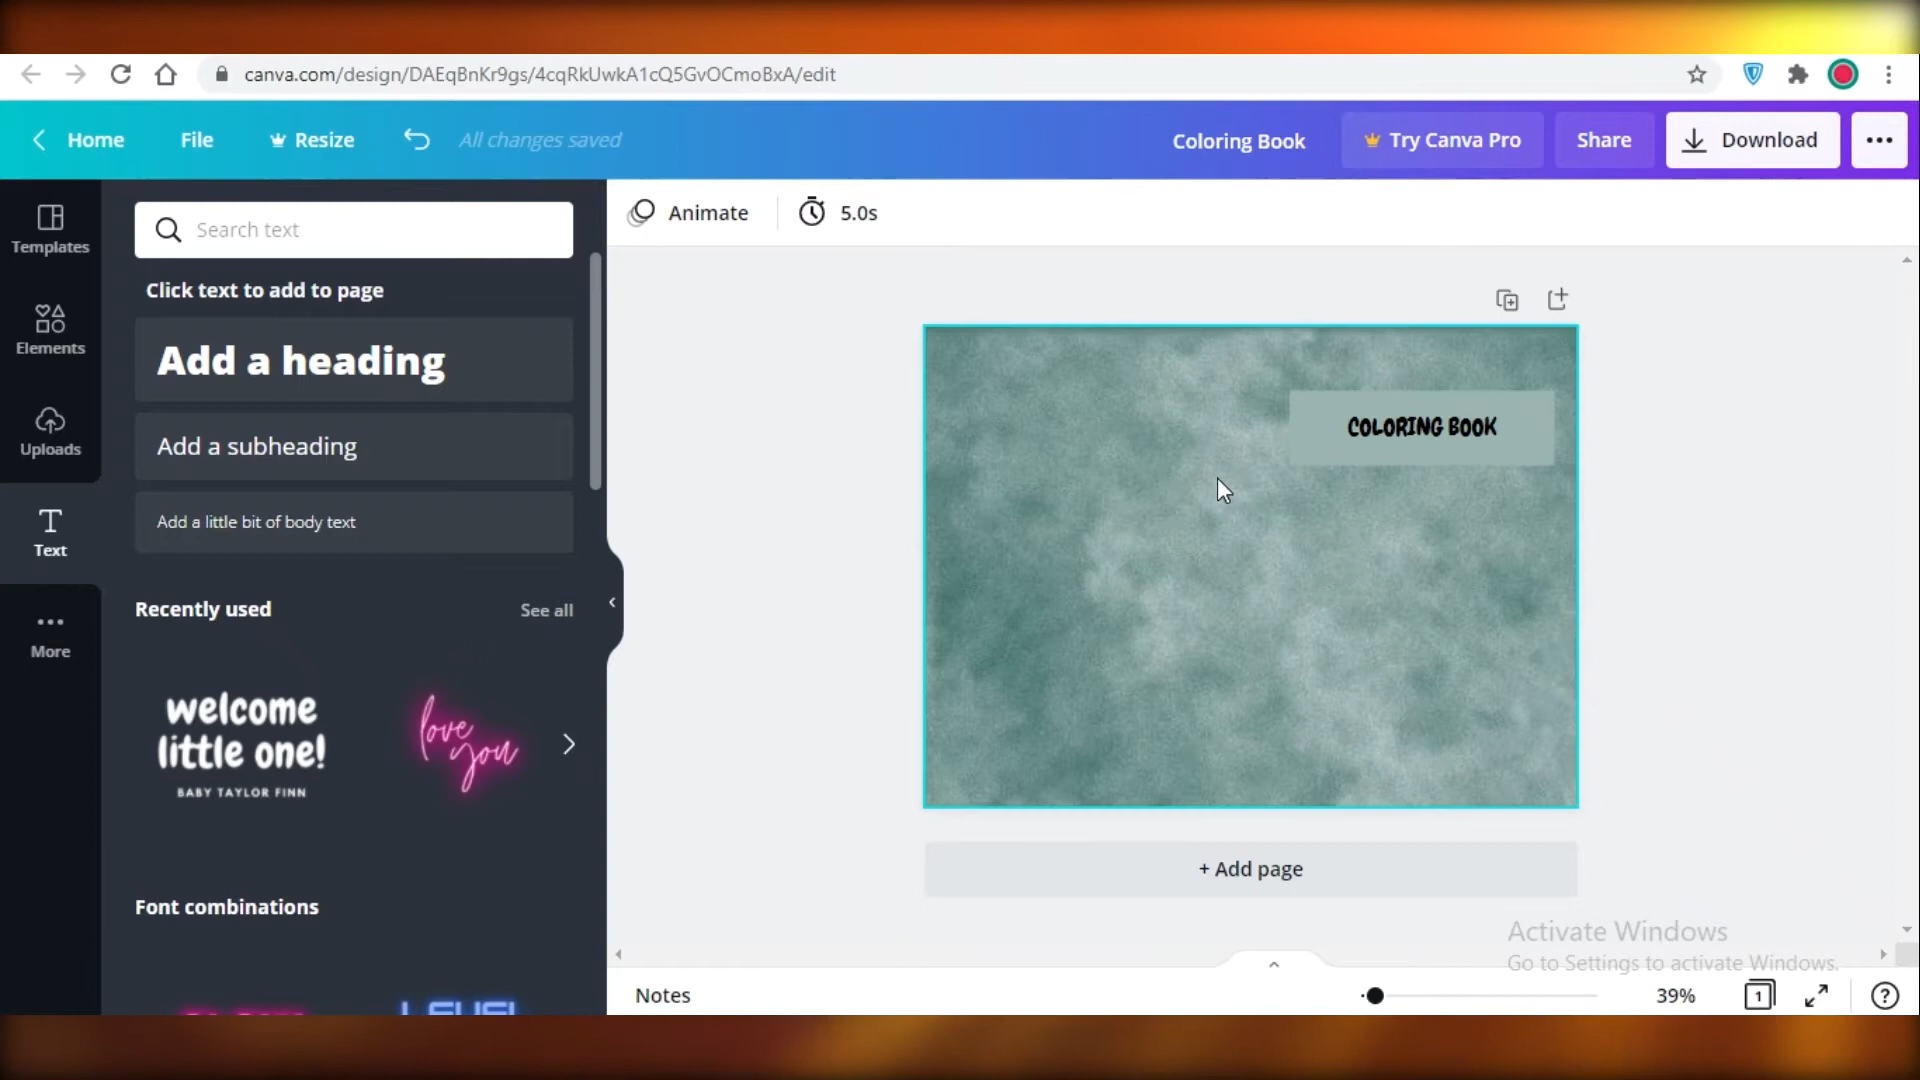 canva.com/design/DAEqBnKr9gs/4cqRkUwkA1cQ5GvOCmoBxA/edit
Home File Resize All changes saved Coloring Book Try Canva Pro Share Download
Templates
Elements
Uploads
Text
More
Search text
Click text to add to page
Add a heading
Add a subheading
Add a little bit of body text
Recently used See all
welcome
little one!
BABY TAYLOR FINN
love
you
Font combinations
Animate 5.0s
COLORING BOOK
+ Add page
Activate Windows
Go to Settings to activate Windows.
Notes 39% 1